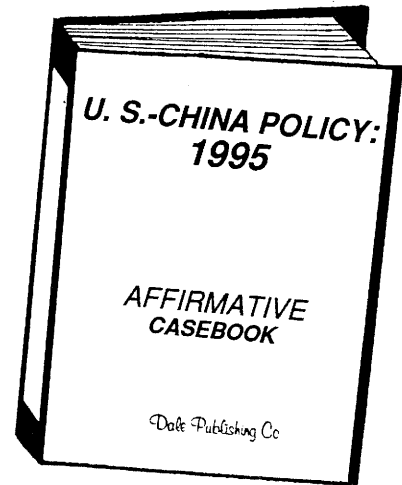 U. S.-CHINA POLICY:
1995
AFFIRMATIVE
CASEBOOK
Dale Publishing Co